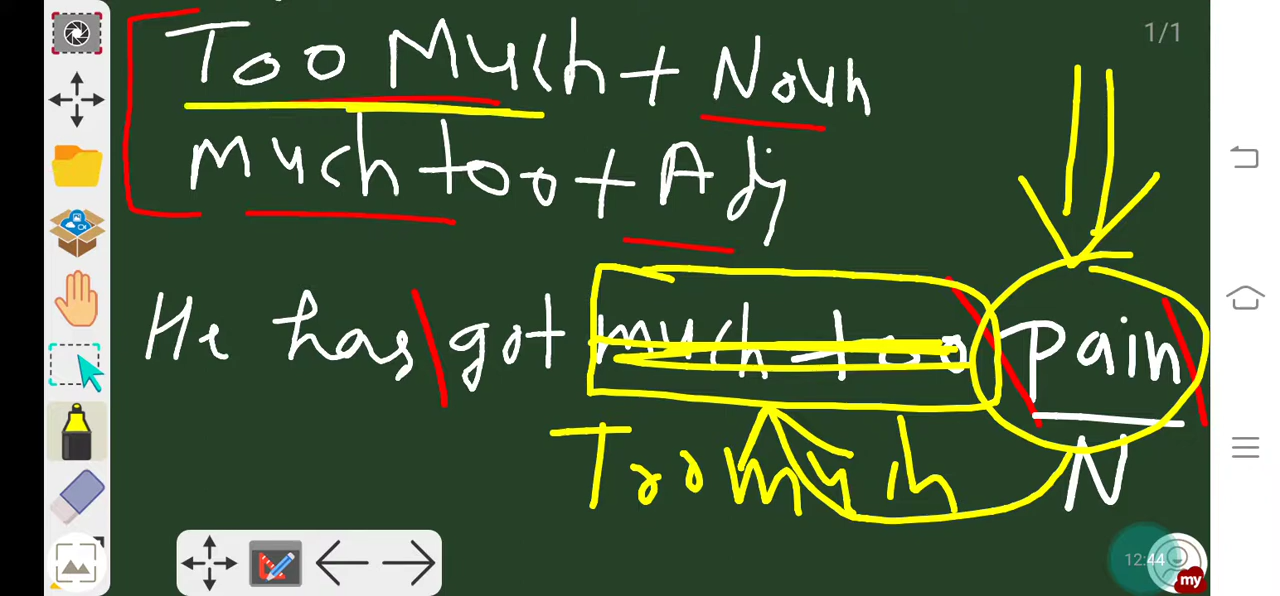 1/1
Too Much + Noun
much too + Adj
He has got much too pain
Too much N
12:44
my